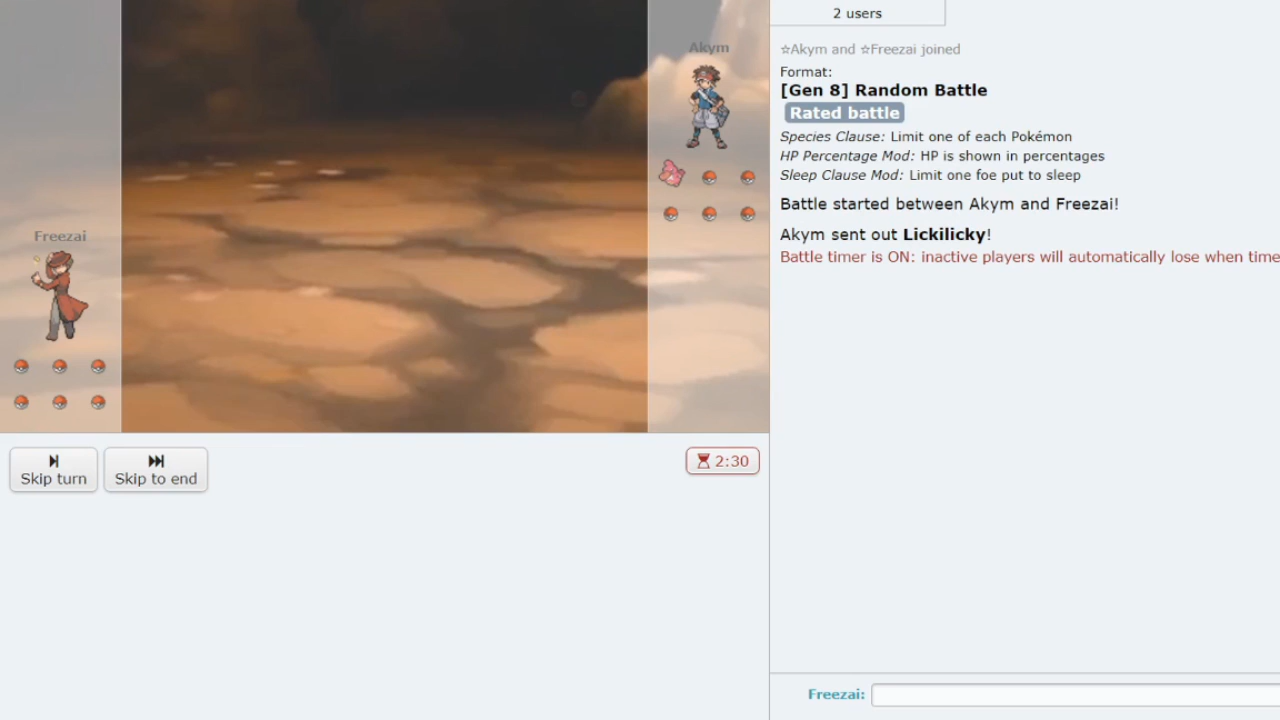 2 users
Akym
☆Akym and ☆Freezai joined
Format:
[Gen 8] Random Battle
Rated battle
Species Clause: Limit one of each Pokémon
HP Percentage Mod: HP is shown in percentages
Sleep Clause Mod: Limit one foe put to sleep
Battle started between Akym and Freezai!
Akym sent out Lickilicky!
Battle timer is ON: inactive players will automatically lose when time
Freezai
Skip turn
Skip to end
2:30
Freezai: